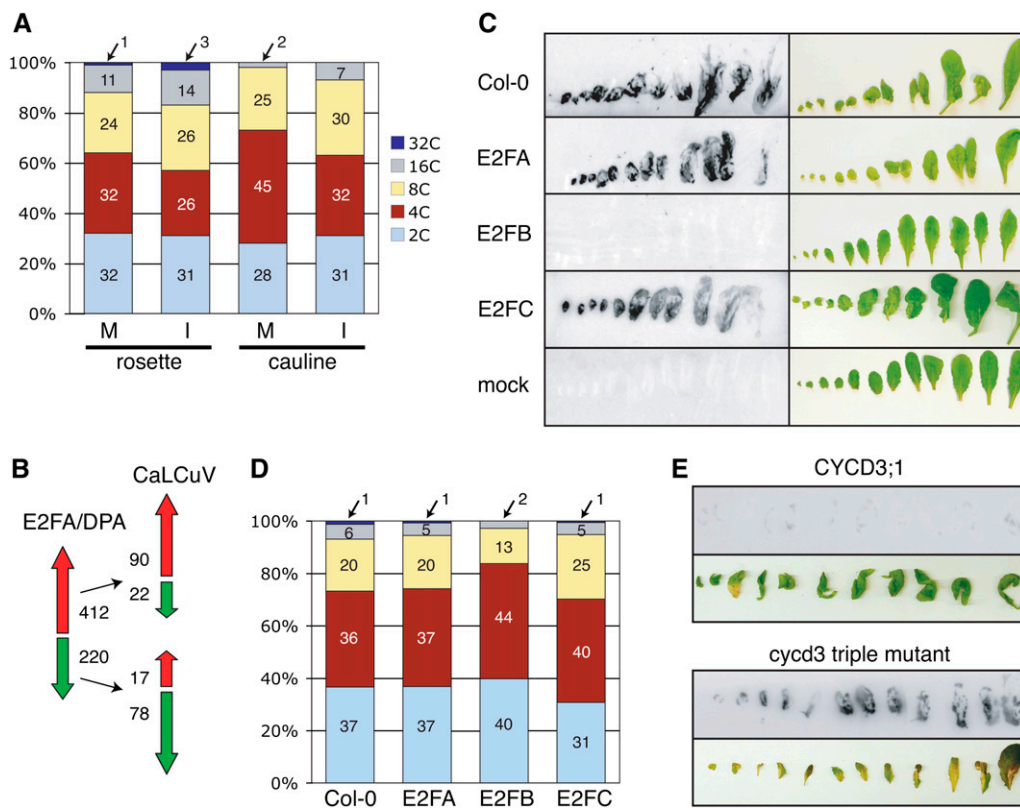 A
1
3
2
100%
80%
60%
40%
20%
0%
11
24
32
32
14
26
26
31
25
45
28
7
30
32
31
32C
16C
8C
4C
2C
M I M I
rosette cauline
B
CaLCuV
E2FA/DPA
90
22
412
220
17
78
C
Col-0
E2FA
E2FB
E2FC
mock
D
1
1
2
1
100%
80%
60%
40%
20%
0%
6
20
36
37
5
20
37
37
13
44
40
5
25
40
31
Col-0 E2FA E2FB E2FC
E
CYCD3;1
cycd3 triple mutant